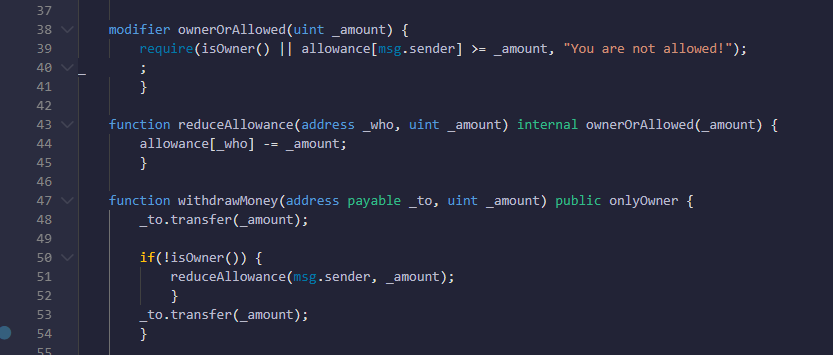 37
38 modifier ownerOrAllowed(uint _amount) {
39 require(isOwner() || allowance[msg.sender] >= _amount, "You are not allowed!");
40 _ ;
41 }
42
43 function reduceAllowance(address _who, uint _amount) internal ownerOrAllowed(_amount) {
44 allowance[_who] -= _amount;
45 }
46
47 function withdrawMoney(address payable _to, uint _amount) public onlyOwner {
48 _to.transfer(_amount);
49
50 if(!isOwner()) {
51 reduceAllowance(msg.sender, _amount);
52 }
53 _to.transfer(_amount);
54 }
55